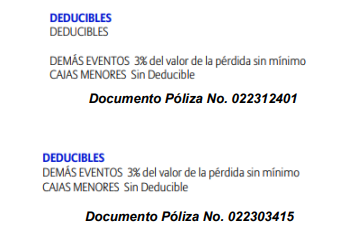 DEDUCIBLES
DEDUCIBLES
DEMÁS EVENTOS 3% del valor de la pérdida sin mínimo
CAJAS MENORES Sin Deducible
Documento Póliza No. 022312401
DEDUCIBLES
DEMÁS EVENTOS 3% del valor de la pérdida sin mínimo
CAJAS MENORES Sin Deducible
Documento Póliza No. 022303415